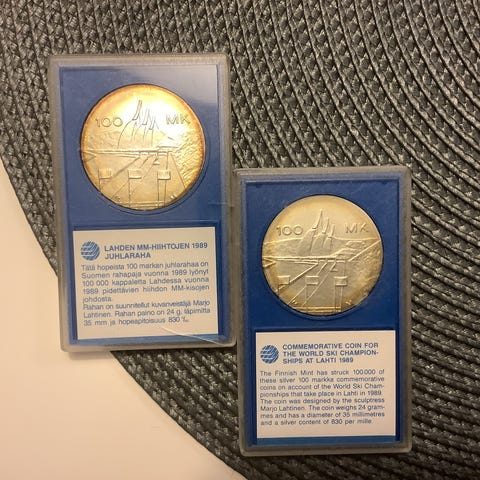 100 MK
LAHDEN MM-HIIHTOJEN 1989
JUHLARAHA
Tätä hopeista 100 markan juhlarahaa on
Suomen rahapaja vuonna 1989 lyönyt
100 000 kappaletta Lahdessa vuonna
1989 pidettävien hiihdon MM-kisojen
johdosta.
Rahan on suunnitellut kuvanveistäjä Marjo
Lahtinen. Rahan paino on 24 g, läpimitta
35 mm ja hopeapitoisuus 830 ‰.
100 MK
COMMEMORATIVE COIN FOR
THE WORLD SKI CHAMPION-
SHIPS AT LAHTI 1989
The Finnish Mint has struck 100.000 of
these silver 100 markka commemorative
coins on account of the World Ski Cham-
pionships that take place in Lahti in 1989.
The coin was designed by the sculptress
Marjo Lahtinen. The coin weighs 24 gram-
mes and has a diameter of 35 millimetres
and a silver content of 830 per mille.